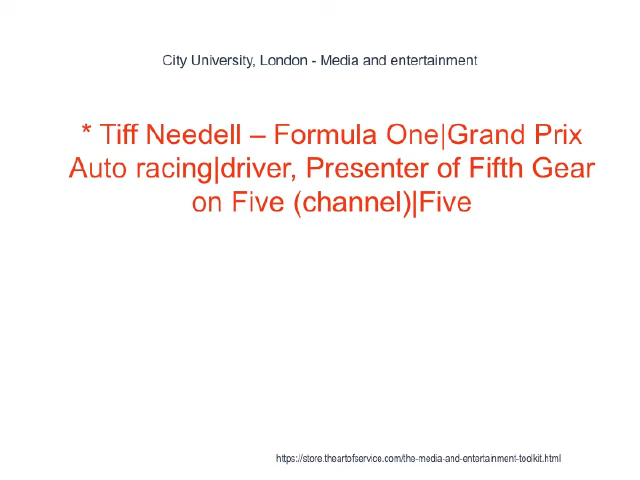 City University, London - Media and entertainment
* Tiff Needell – Formula One|Grand Prix
Auto racing|driver, Presenter of Fifth Gear
on Five (channel)|Five
https://store.theartofservice.com/the-media-and-entertainment-toolkit.html